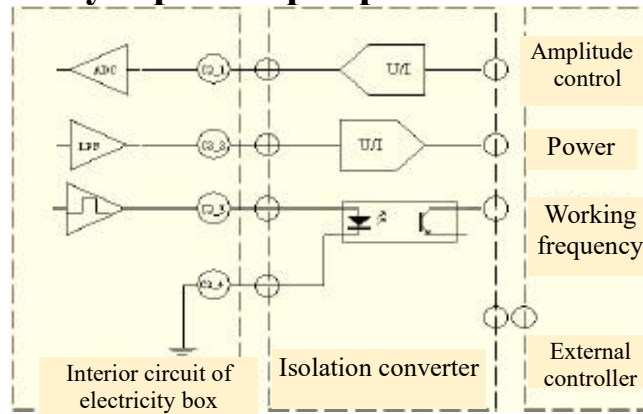 Amplitude
control
ADC
U/I
Power
LPF
U/I
Working
frequency
Interior circuit of
electricity box
Isolation converter
External
controller